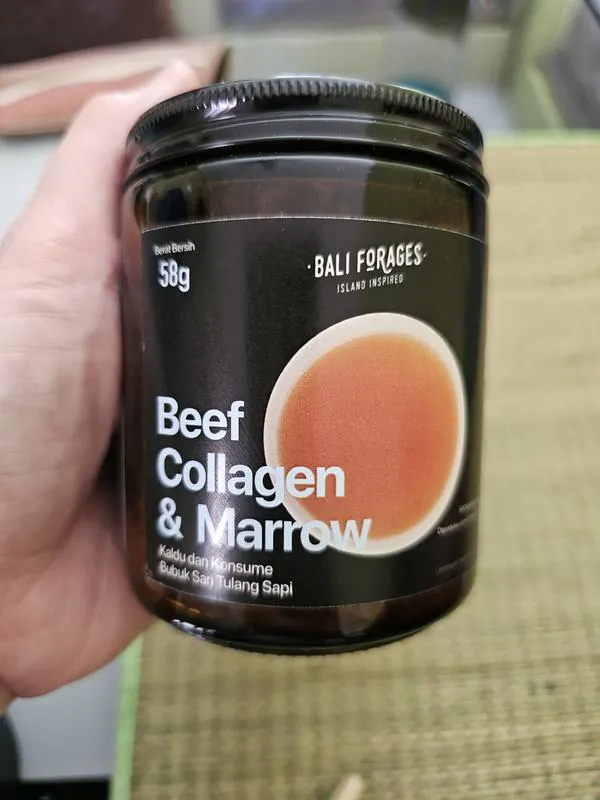 Berat Bersih
58g
·BALI FORAGES·
ISLAND INSPIRED
Beef
Collagen
& Marrow
Kaldu dan Konsume
Bubuk Sari Tulang Sapi